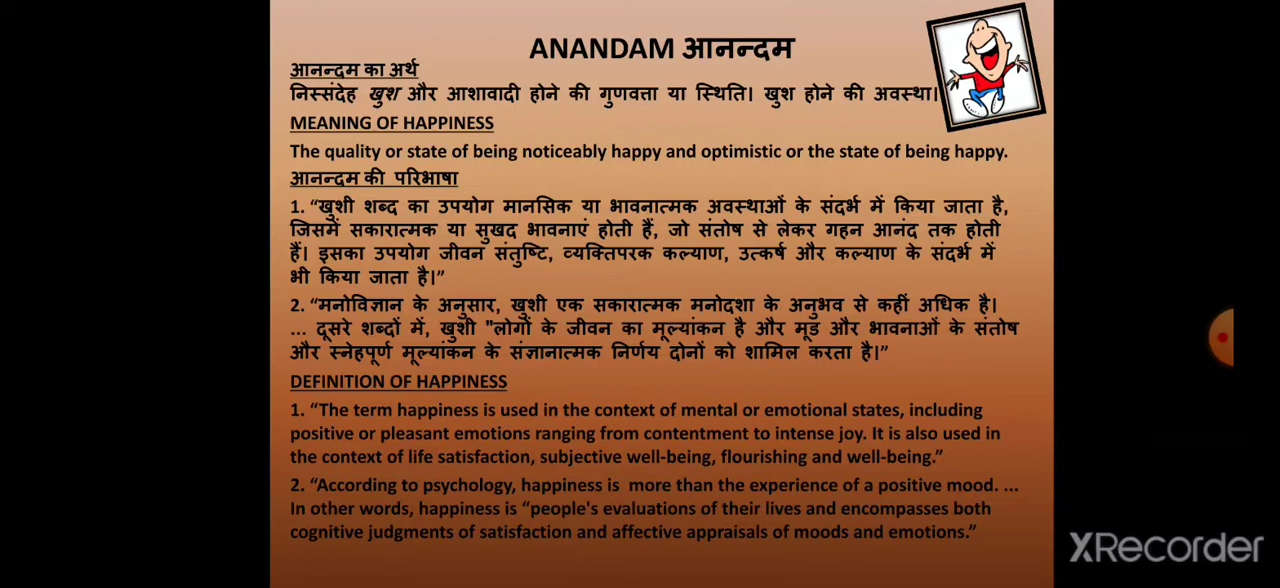 ANANDAM आनन्दम
आनन्दम का अर्थ
निस्संदेह खुश और आशावादी होने की गुणवत्ता या स्थिति। खुश होने की अवस्था।
MEANING OF HAPPINESS
The quality or state of being noticeably happy and optimistic or the state of being happy.
आनन्दम की परिभाषा
1. “खुशी शब्द का उपयोग मानसिक या भावनात्मक अवस्थाओं के संदर्भ में किया जाता है,
जिसमें सकारात्मक या सुखद भावनाएं होती हैं, जो संतोष से लेकर गहन आनंद तक होती
हैं। इसका उपयोग जीवन संतुष्टि, व्यक्तिपरक कल्याण, उत्कर्ष और कल्याण के संदर्भ में
भी किया जाता है।”
2. “मनोविज्ञान के अनुसार, खुशी एक सकारात्मक मनोदशा के अनुभव से कहीं अधिक है।
... दूसरे शब्दों में, खुशी "लोगों के जीवन का मूल्यांकन है और मूड और भावनाओं के संतोष
और स्नेहपूर्ण मूल्यांकन के संज्ञानात्मक निर्णय दोनों को शामिल करता है।”
DEFINITION OF HAPPINESS
1. “The term happiness is used in the context of mental or emotional states, including
positive or pleasant emotions ranging from contentment to intense joy. It is also used in
the context of life satisfaction, subjective well-being, flourishing and well-being.”
2. “According to psychology, happiness is more than the experience of a positive mood. ...
In other words, happiness is “people's evaluations of their lives and encompasses both
cognitive judgments of satisfaction and affective appraisals of moods and emotions.”
XRecorder